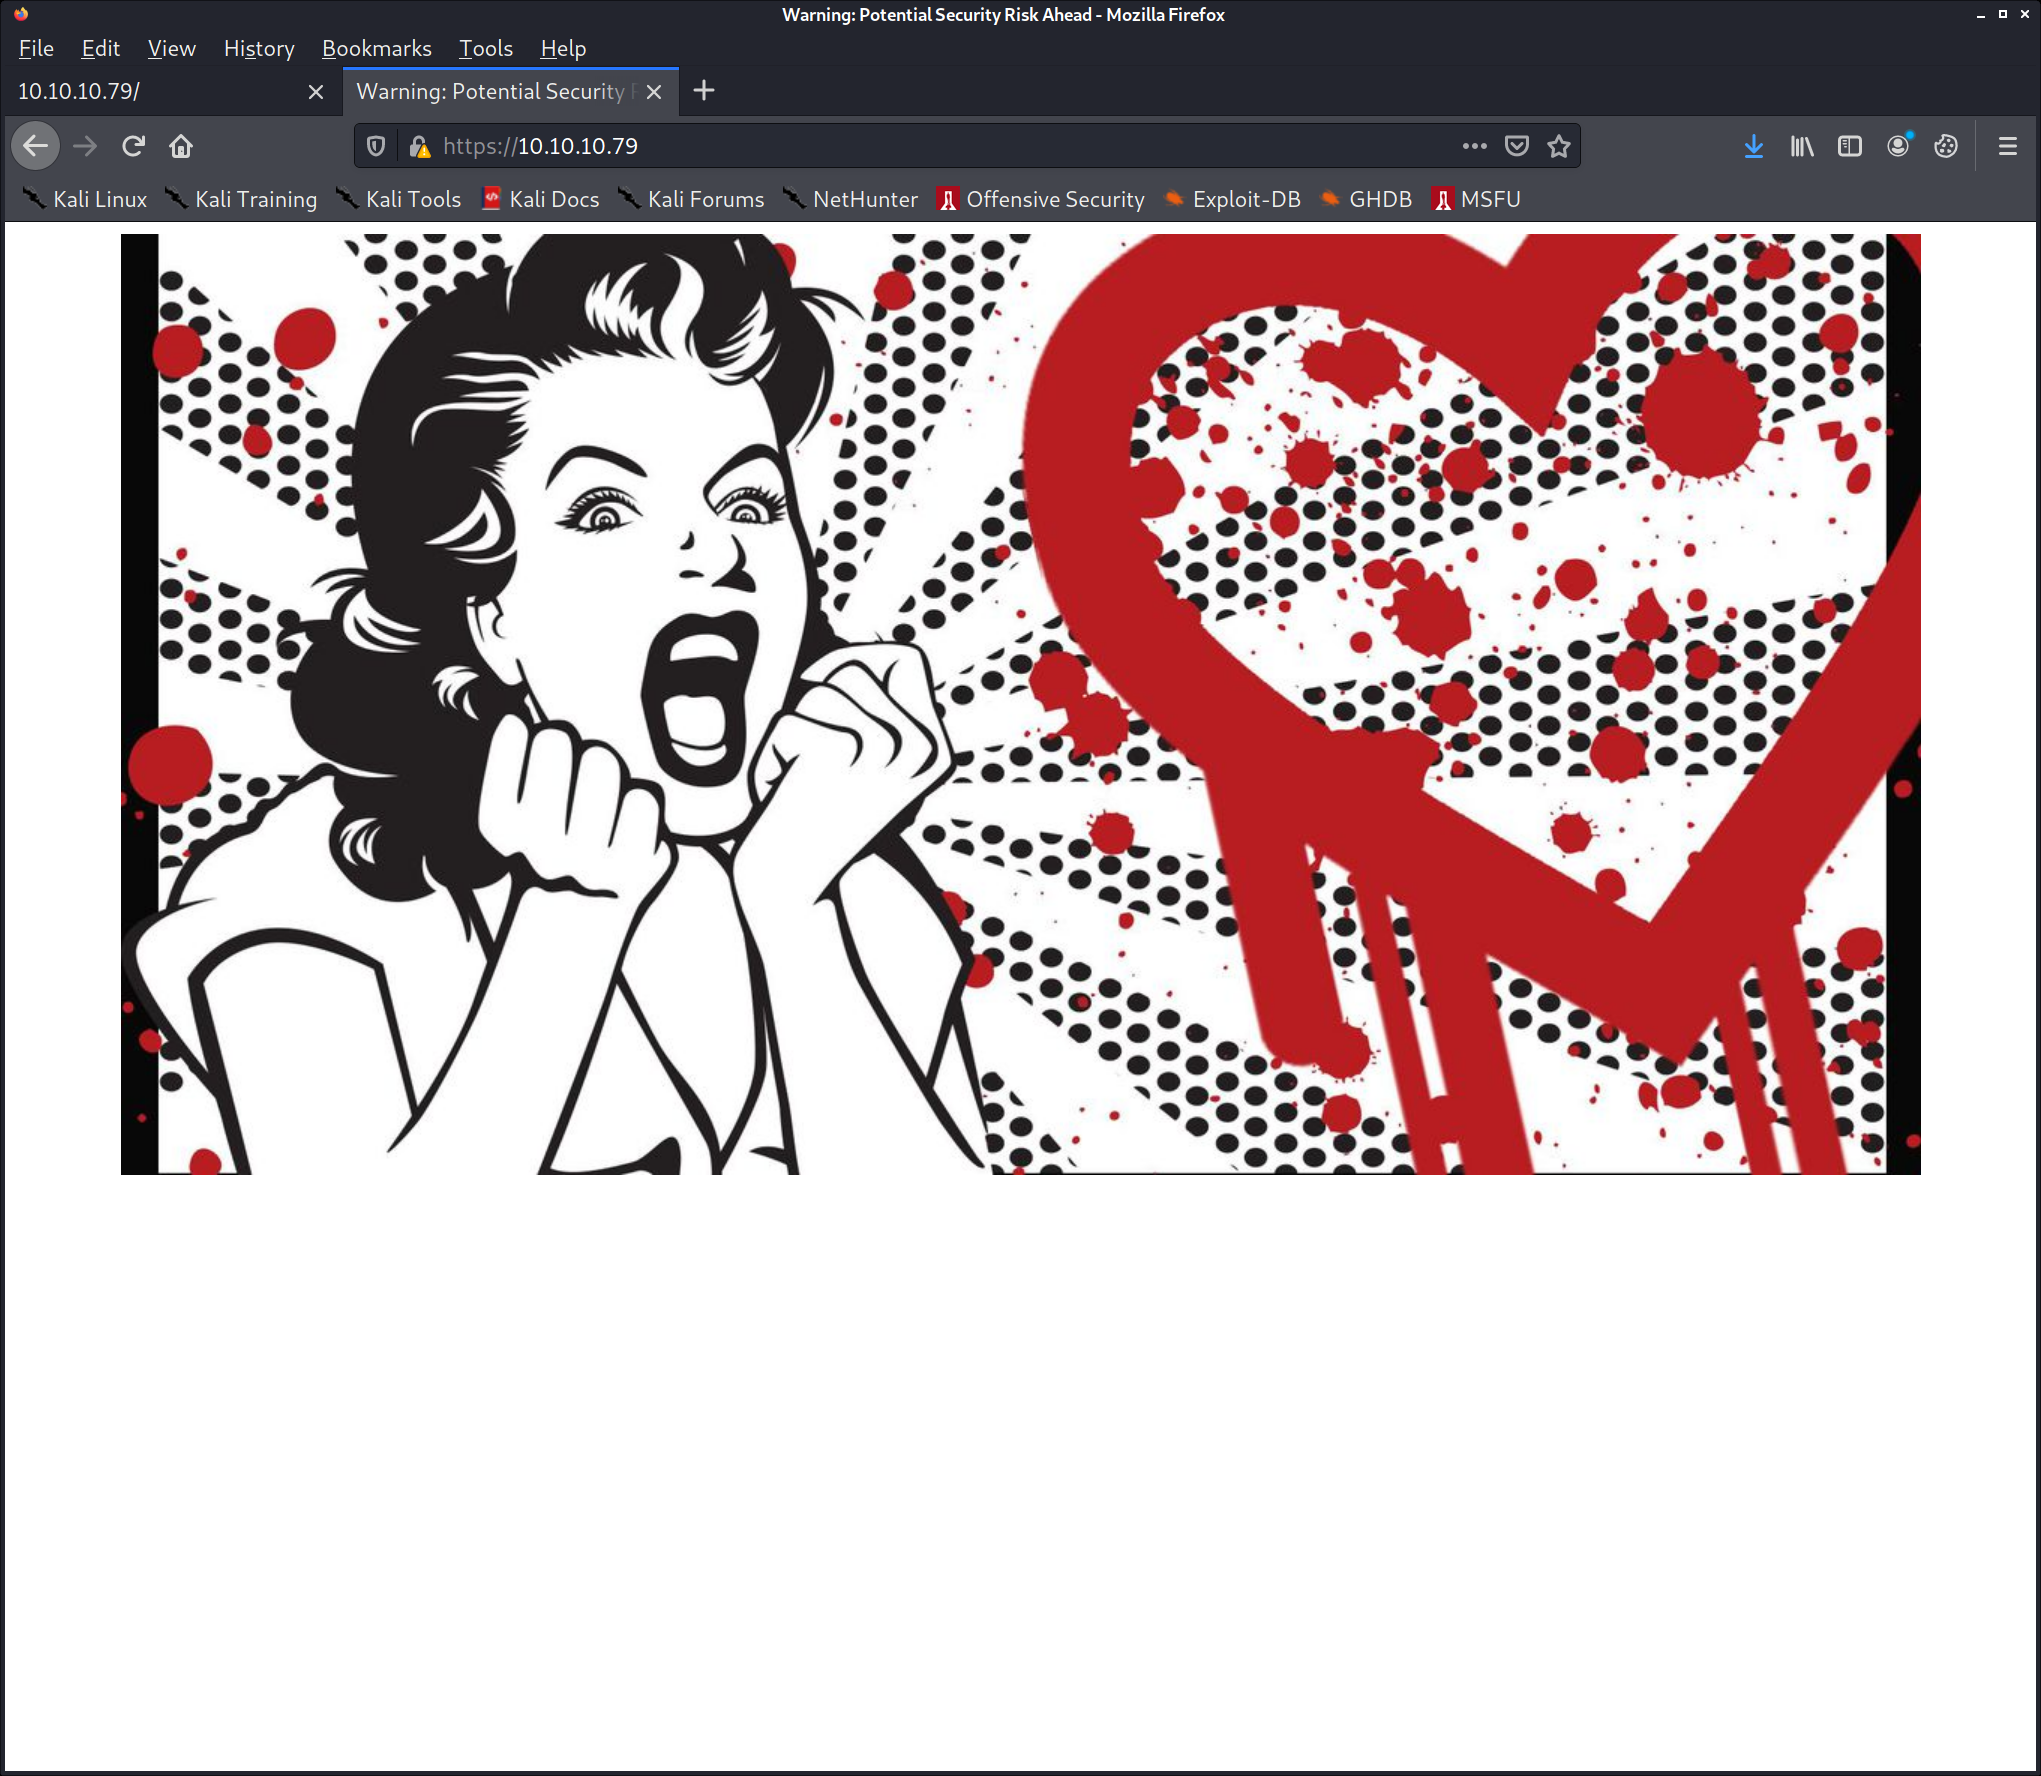 Warning: Potential Security Risk Ahead - Mozilla Firefox
File Edit View History Bookmarks Tools Help
10.10.10.79/ Warning: Potential Security
https://10.10.10.79
Kali Linux Kali Training Kali Tools Kali Docs Kali Forums NetHunter Offensive Security Exploit-DB GHDB MSFU